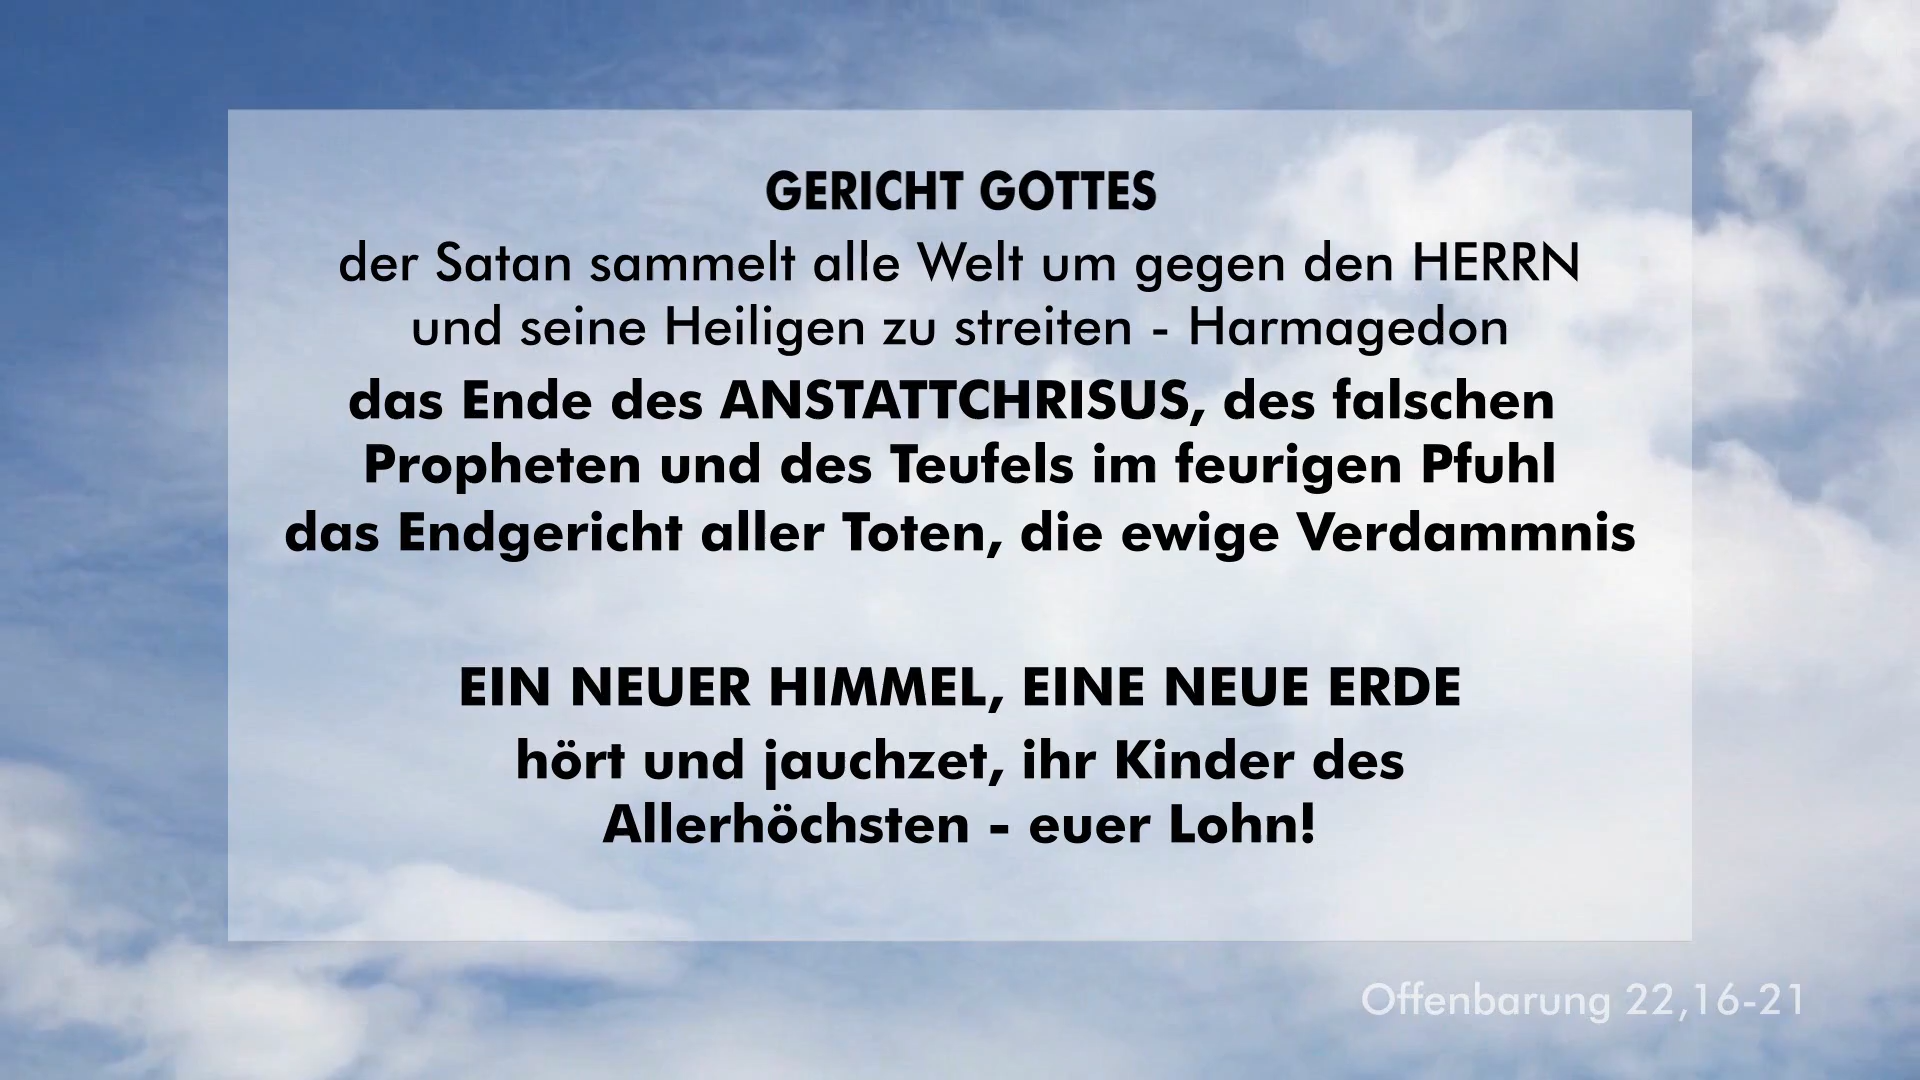 GERICHT GOTTES
der Satan sammelt alle Welt um gegen den HERRN
und seine Heiligen zu streiten - Harmagedon
das Ende des ANSTATTCHRISUS, des falschen
Propheten und des Teufels im feurigen Pfuhl
das Endgericht aller Toten, die ewige Verdammnis
EIN NEUER HIMMEL, EINE NEUE ERDE
hört und jauchzet, ihr Kinder des
Allerhöchsten - euer Lohn!
Offenbarung 22,16-21